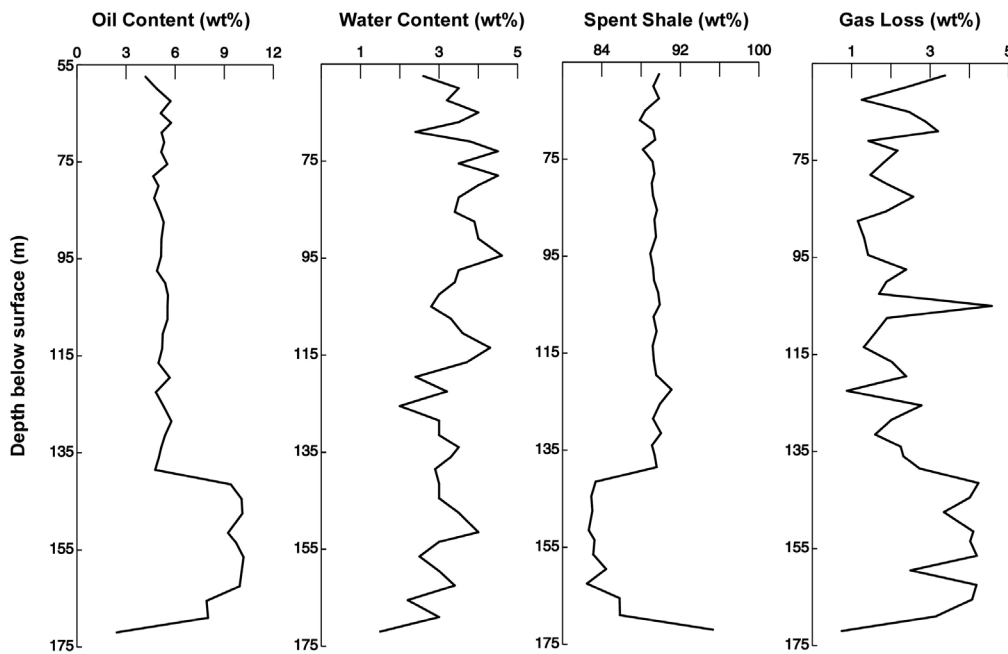 Oil Content (wt%)
Water Content (wt%)
Spent Shale (wt%)
Gas Loss (wt%)
0 3 6 9 12
1 3 5
84 92 100
1 3 5
55
75
95
115
135
155
175
75
95
115
135
155
175
75
95
115
135
155
175
75
95
115
135
155
175
Depth below surface (m)